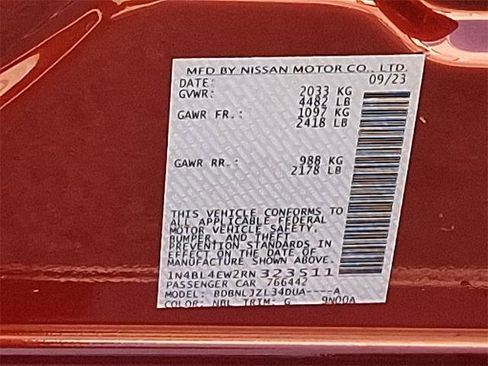 MFD BY NISSAN MOTOR CO., LTD.
DATE: 09/23
GVWR: 2033 KG
4482 LB
GAWR FR.: 1097 KG
2418 LB
GAWR RR.: 988 KG
2178 LB
THIS VEHICLE CONFORMS TO
ALL APPLICABLE FEDERAL
MOTOR VEHICLE SAFETY,
BUMPER, AND THEFT
PREVENTION STANDARDS IN
EFFECT ON THE DATE OF
MANUFACTURE SHOWN ABOVE.
1N4BL4EW2RN323511
PASSENGER CAR 766442
MODEL: BDBNLJZL34DUA----A
COLOR: NBL TRIM: G 9N00A